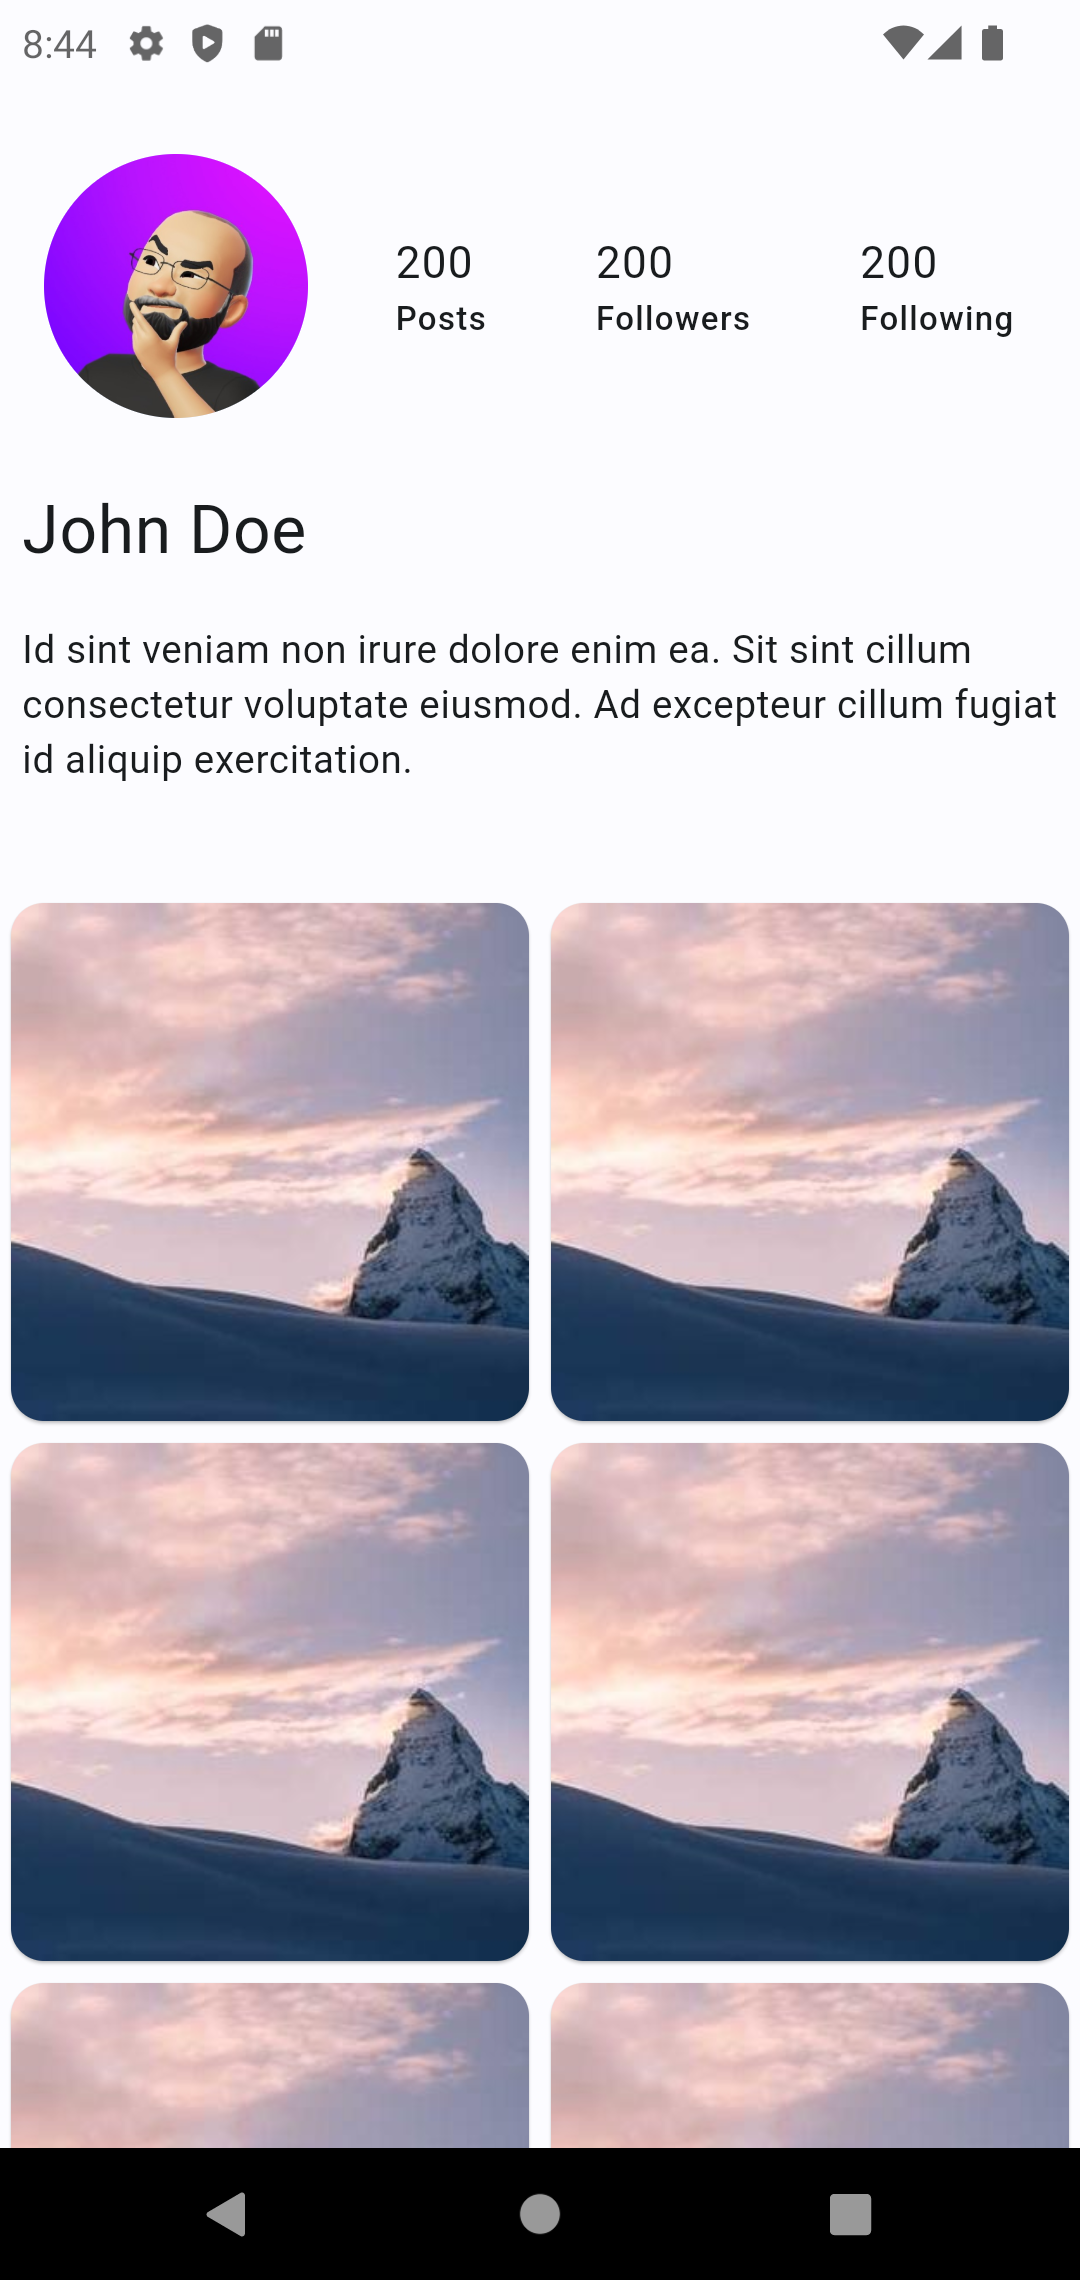 8:44
200 200 200
Posts Followers Following
John Doe
Id sint veniam non irure dolore enim ea. Sit sint cillum
consectetur voluptate eiusmod. Ad excepteur cillum fugiat
id aliquip exercitation.